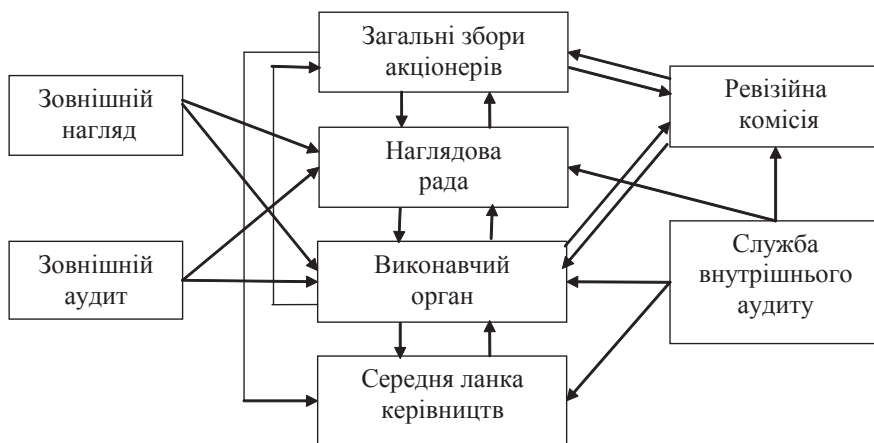 Загальні збори
акціонерів
Зовнішній
нагляд
Ревізійна
комісія
Наглядова
рада
Зовнішній
аудит
Виконавчий
орган
Служба
внутрішнього
аудиту
Середня ланка
керівництв